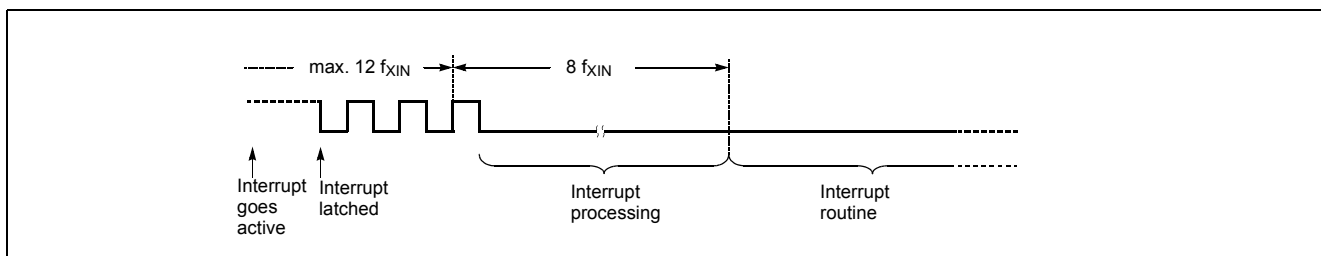 max. 12 fXIN
8 fXIN
Interrupt
goes
active
Interrupt
latched
Interrupt
processing
Interrupt
routine